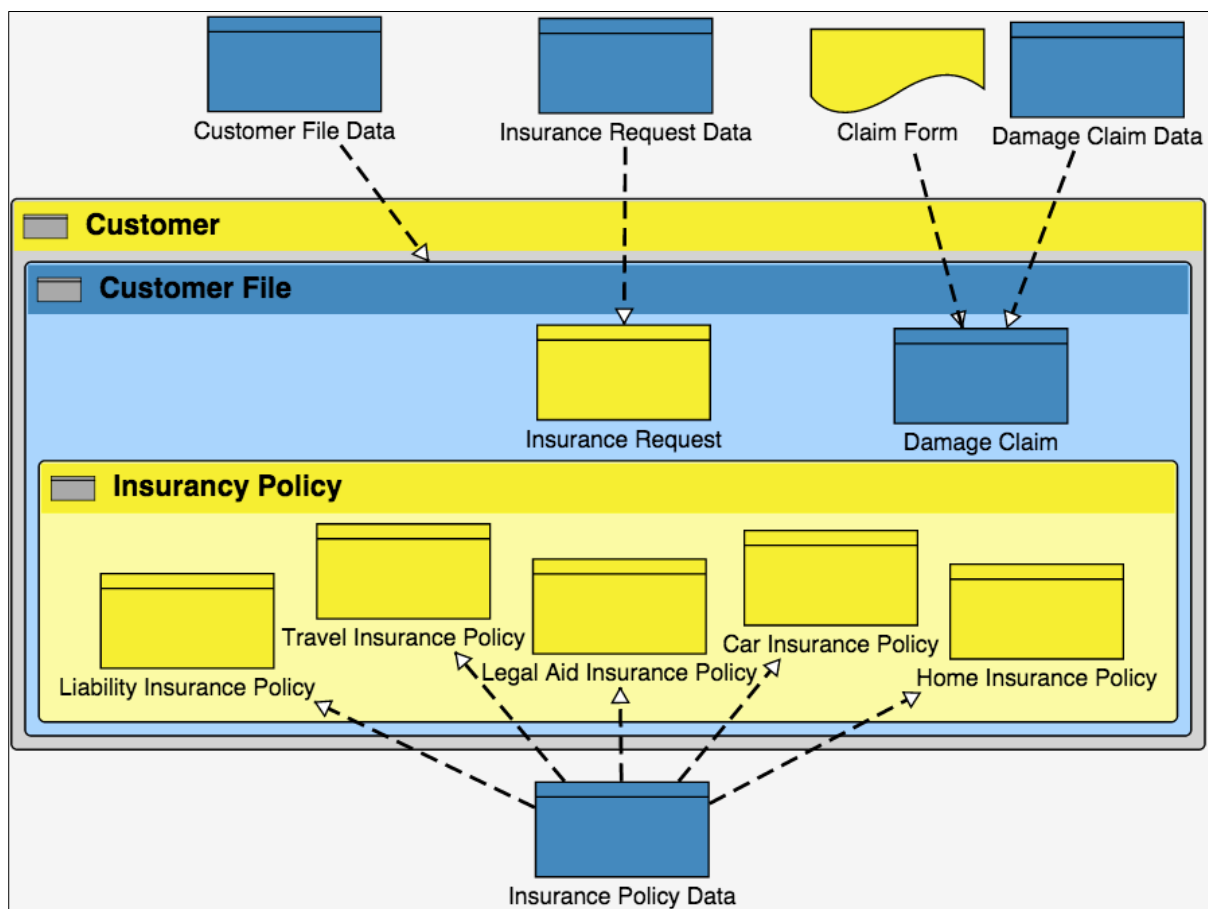 Customer File Data
Insurance Request Data
Claim Form
Damage Claim Data
Customer
Customer File
Insurance Request
Damage Claim
Insurancy Policy
Travel Insurance Policy
Car Insurance Policy
Liability Insurance Policy
Legal Aid Insurance Policy
Home Insurance Policy
Insurance Policy Data